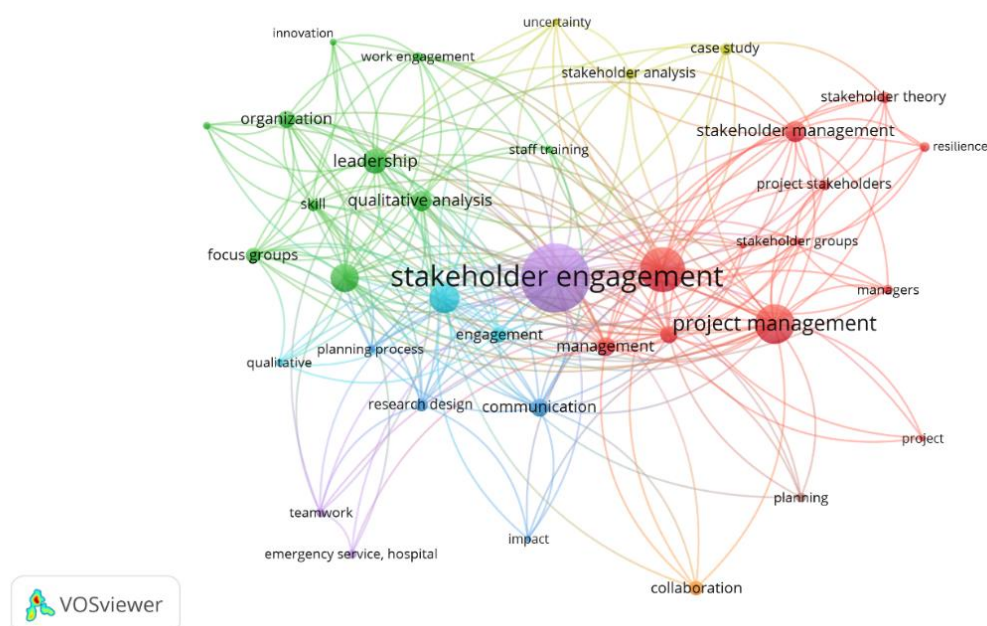 uncertainty
innovation
case study
work engagement
stakeholder analysis
stakeholder theory
organization
stakeholder management
resilience
staff training
leadership
project stakeholders
skill
qualitative analysis
stakeholder groups
focus groups
stakeholder engagement
managers
project management
engagement
management
planning process
qualitative
research design
communication
project
planning
teamwork
impact
emergency service, hospital
collaboration
VOSviewer